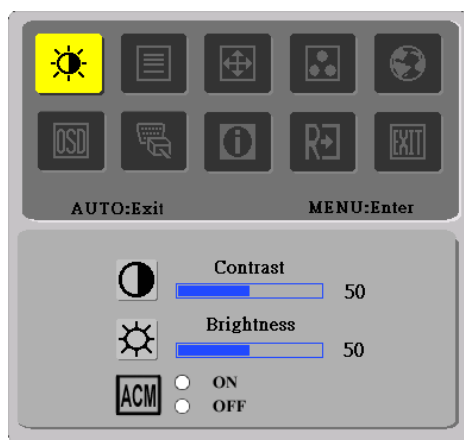 OSD i R EXIT
AUTO:Exit MENU:Enter
Contrast
50
Brightness
50
ACM ON
OFF